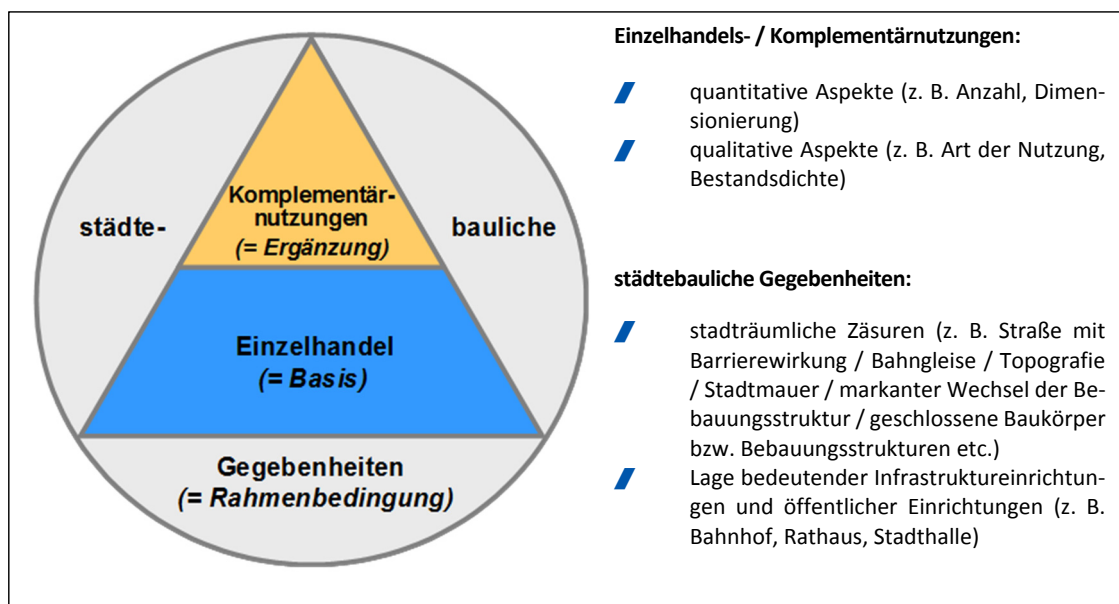 städte-
bauliche
Komplementär-
nutzungen
(= Ergänzung)
Einzelhandel
(= Basis)
Gegebenheiten
(= Rahmenbedingung)
Einzelhandels- / Komplementärnutzungen:
quantitative Aspekte (z. B. Anzahl, Dimen-
sionierung)
qualitative Aspekte (z. B. Art der Nutzung,
Bestandsdichte)
städtebauliche Gegebenheiten:
stadträumliche Zäsuren (z. B. Straße mit
Barrierewirkung / Bahngleise / Topografie
/ Stadtmauer / markanter Wechsel der Be-
bauungsstruktur / geschlossene Baukörper
bzw. Bebauungsstrukturen etc.)
Lage bedeutender Infrastruktureinrichtun-
gen und öffentlicher Einrichtungen (z. B.
Bahnhof, Rathaus, Stadthalle)